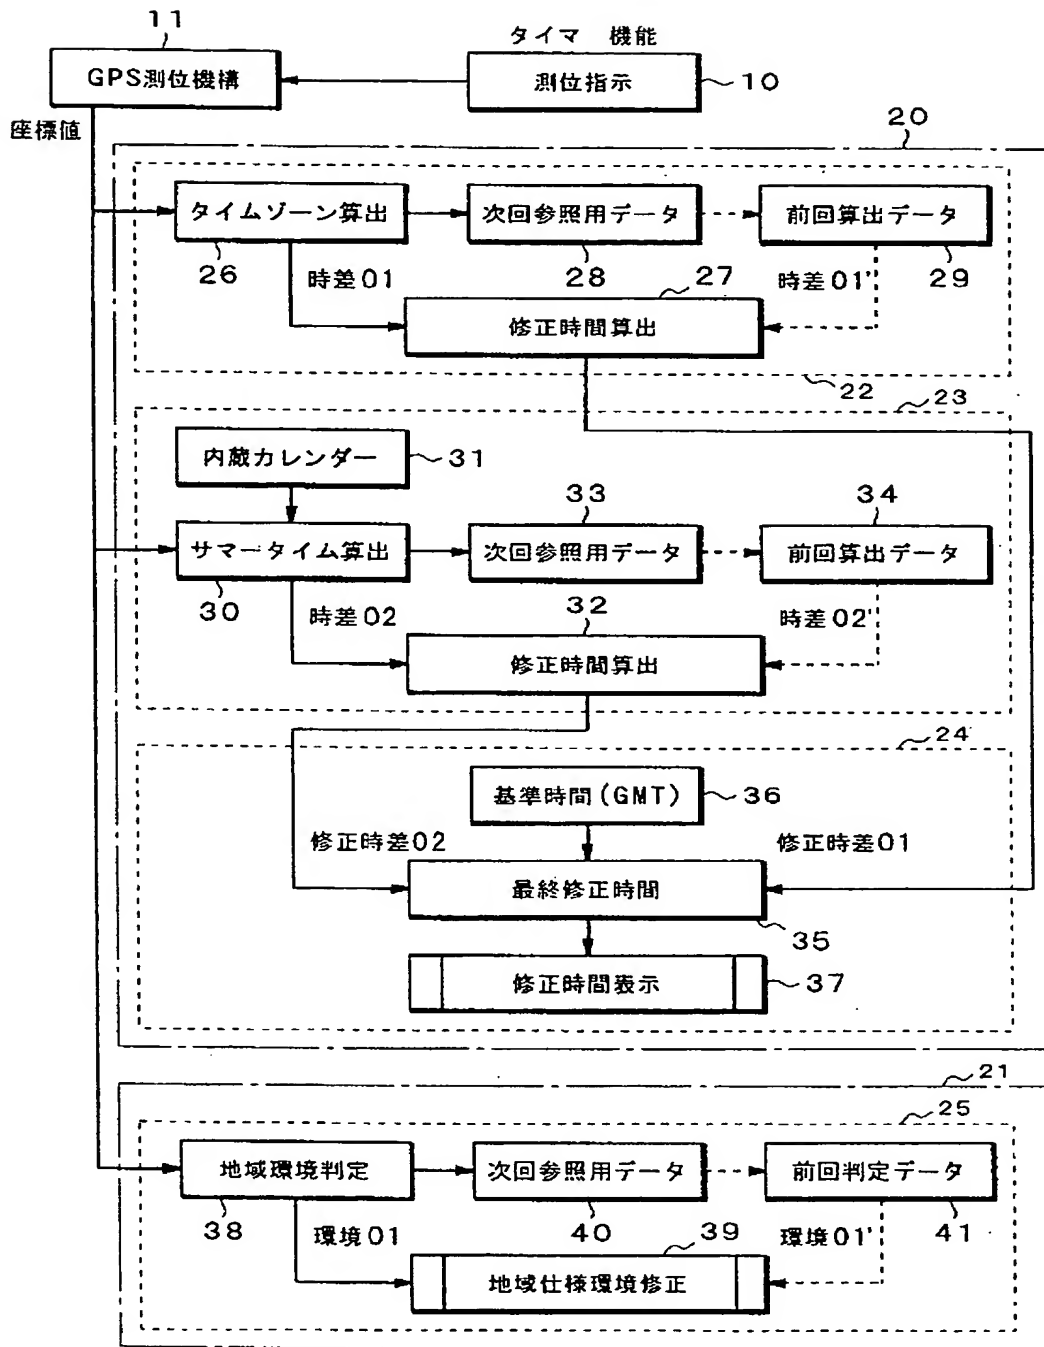 11
タイマ 機能
GPS測位機構
測位指示
10
座標値
20
タイムゾーン算出
次回参照用データ
前回算出データ
26
時差01
28
27
時差01'
29
修正時間算出
22
23
内蔵カレンダー
31
33
34
サマータイム算出
次回参照用データ
前回算出データ
30
時差02
32
時差02'
修正時間算出
24
基準時間(GMT)
36
修正時差02
修正時差01
最終修正時間
35
修正時間表示
37
21
25
地域環境判定
次回参照用データ
前回判定データ
38
環境01
40
39
環境01'
41
地域仕様環境修正